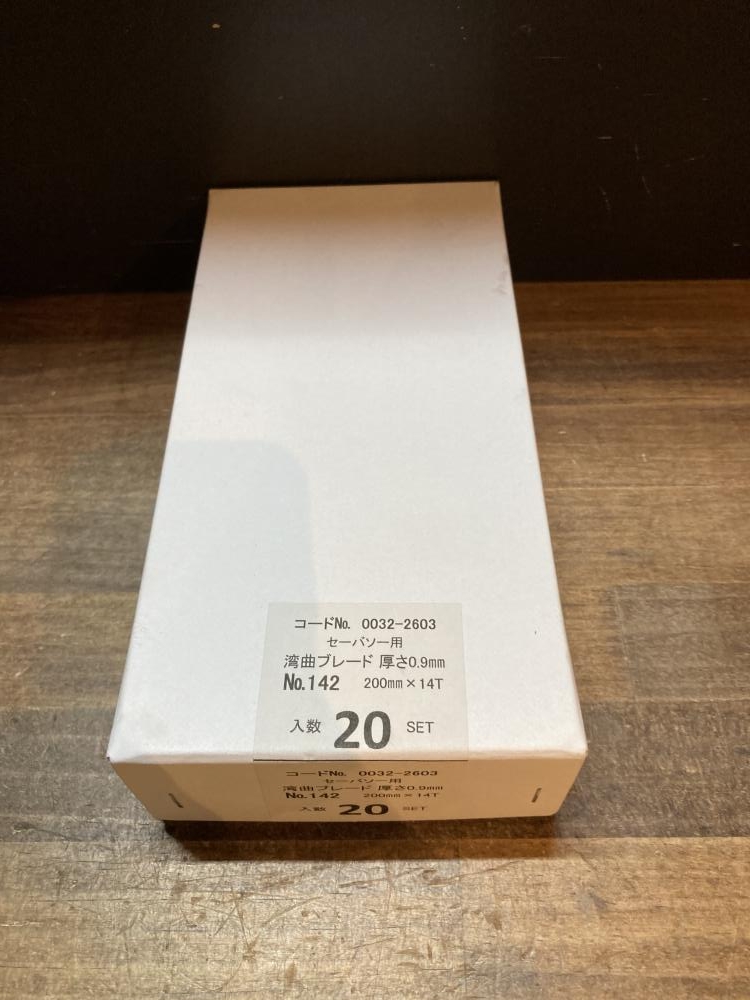 コードNo. 0032-2603
セーバソー用
湾曲ブレード 厚さ0.9mm
No.142 200mm×14T
入数 20 SET
コードNo. 0032-2603
セーバソー用
湾曲ブレード 厚さ0.9mm
No.142 200mm×14T
入数 20 SET